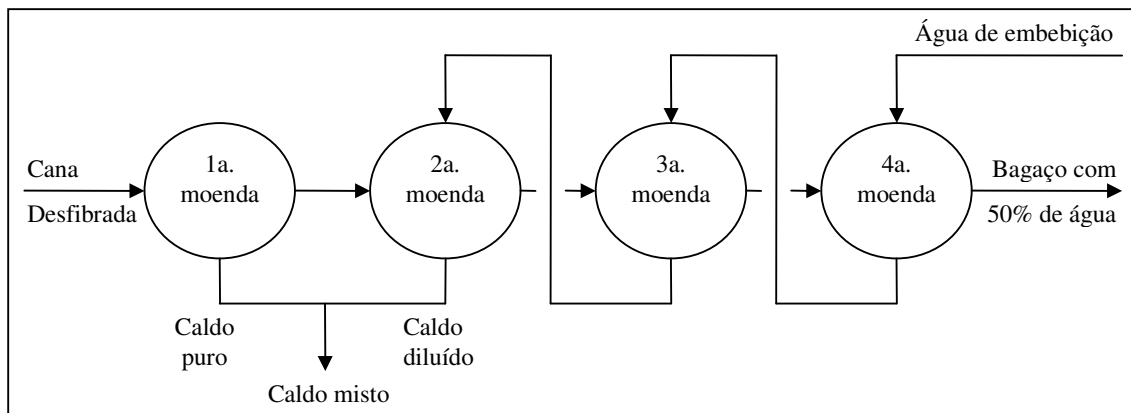 Água de embebição
Cana
Desfibrada
1a.
moenda
2a.
moenda
3a.
moenda
4a.
moenda
Bagaço com
50% de água
Caldo
puro
Caldo
diluído
Caldo misto